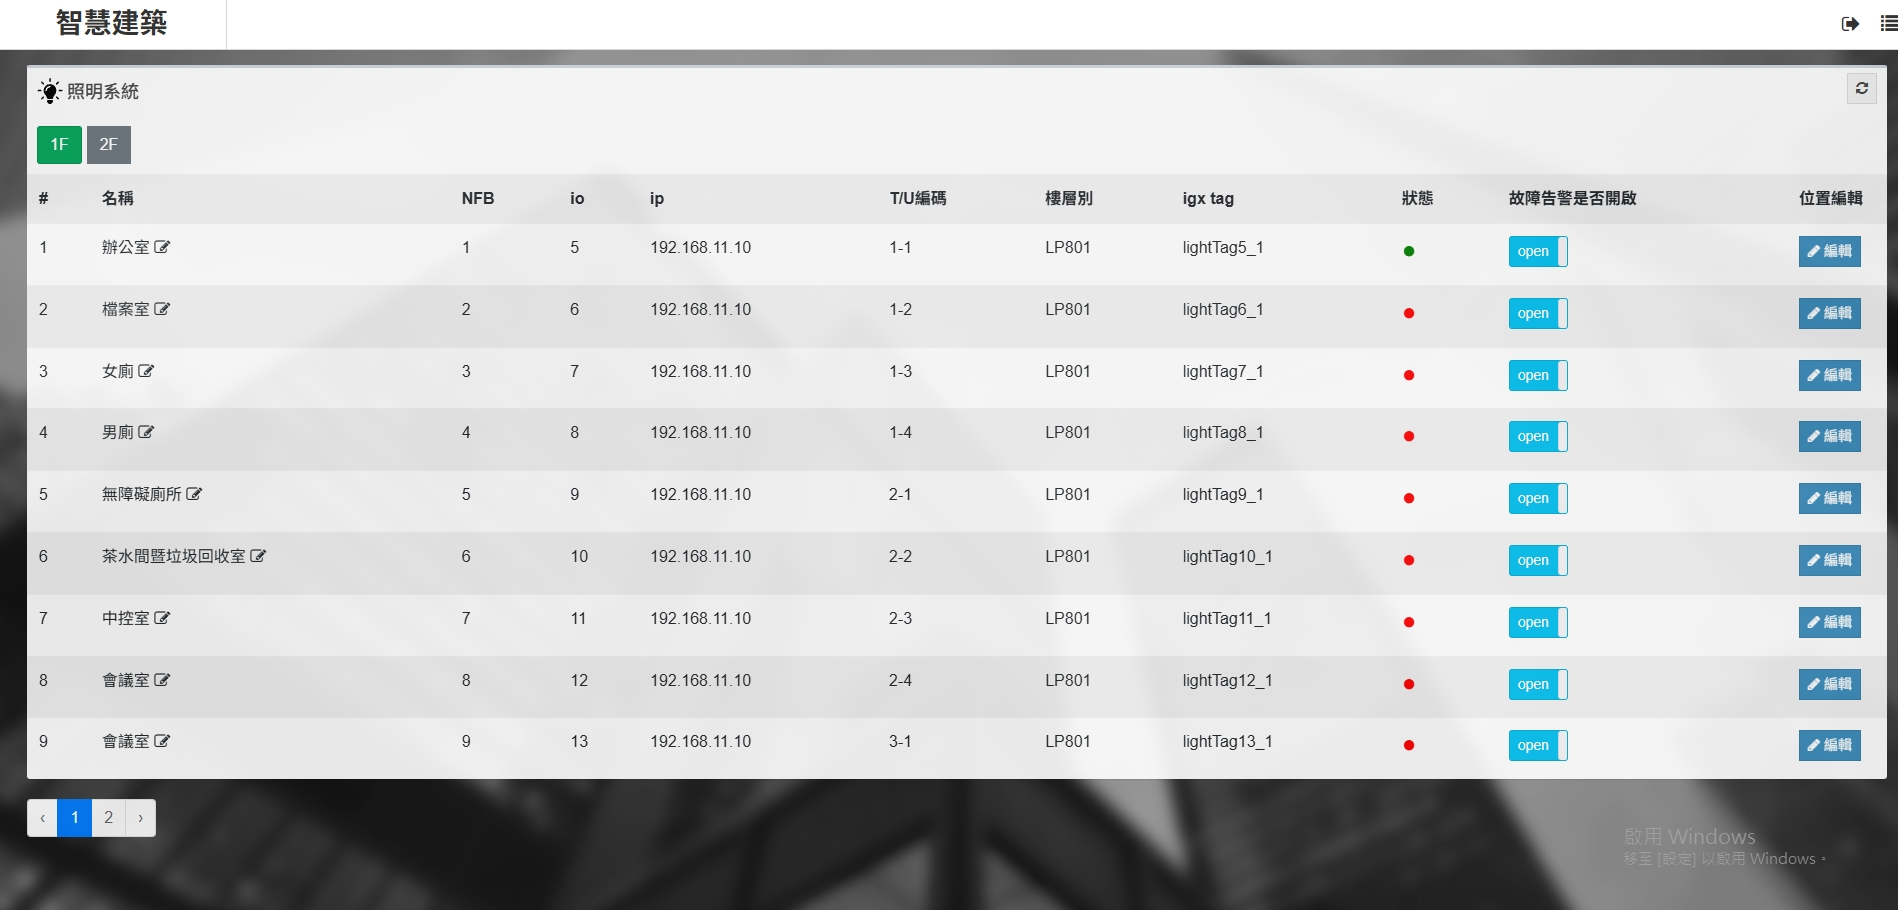 智慧建築
照明系統
1F 2F
# 名稱 NFB io ip T/U編碼 樓層別 igx tag 狀態 故障告警是否開啟 位置編輯
1 辦公室 1 5 192.168.11.10 1-1 LP801 lightTag5_1 open 編輯
2 檔案室 2 6 192.168.11.10 1-2 LP801 lightTag6_1 open 編輯
3 女廁 3 7 192.168.11.10 1-3 LP801 lightTag7_1 open 編輯
4 男廁 4 8 192.168.11.10 1-4 LP801 lightTag8_1 open 編輯
5 無障礙廁所 5 9 192.168.11.10 2-1 LP801 lightTag9_1 open 編輯
6 茶水間暨垃圾回收室 6 10 192.168.11.10 2-2 LP801 lightTag10_1 open 編輯
7 中控室 7 11 192.168.11.10 2-3 LP801 lightTag11_1 open 編輯
8 會議室 8 12 192.168.11.10 2-4 LP801 lightTag12_1 open 編輯
9 會議室 9 13 192.168.11.10 3-1 LP801 lightTag13_1 open 編輯
‹ 1 2 ›
啟用 Windows
移至 [設定] 以啟用 Windows。